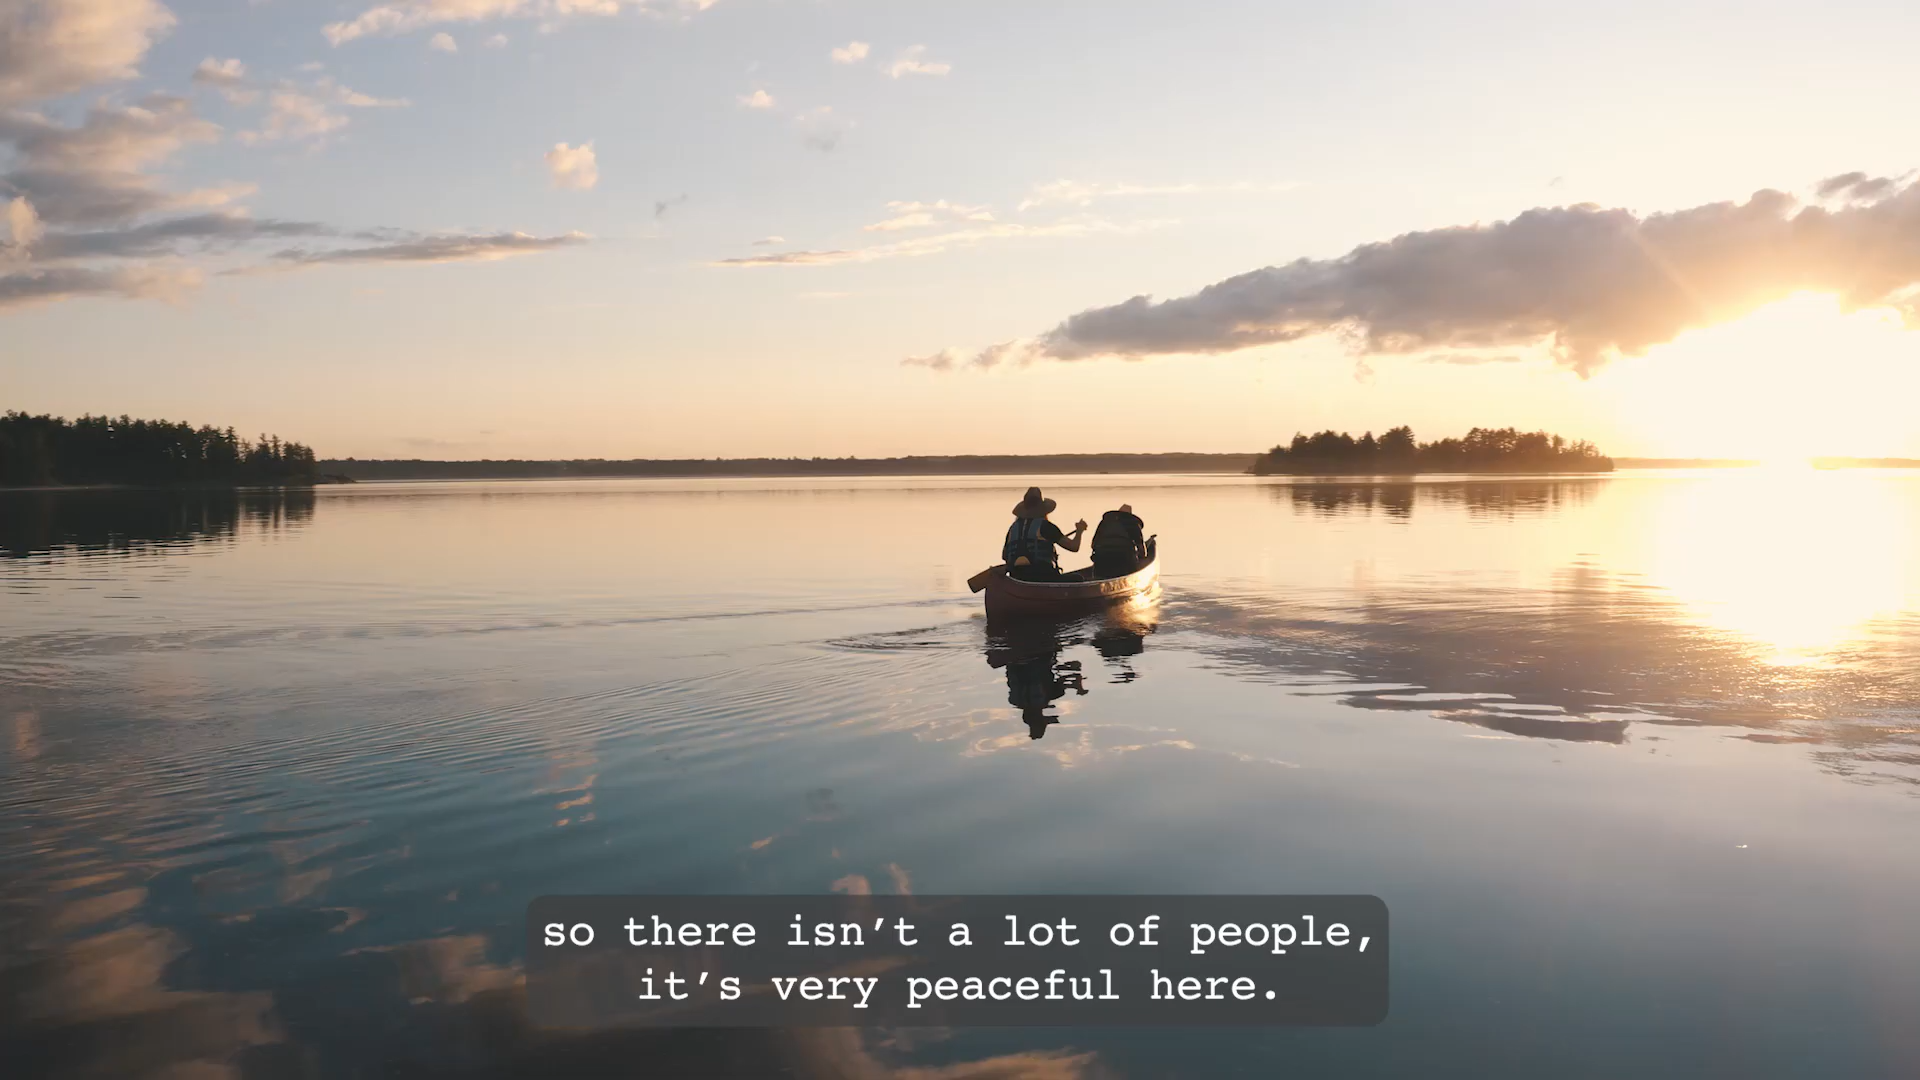 so there isn't a lot of people,
it's very peaceful here.